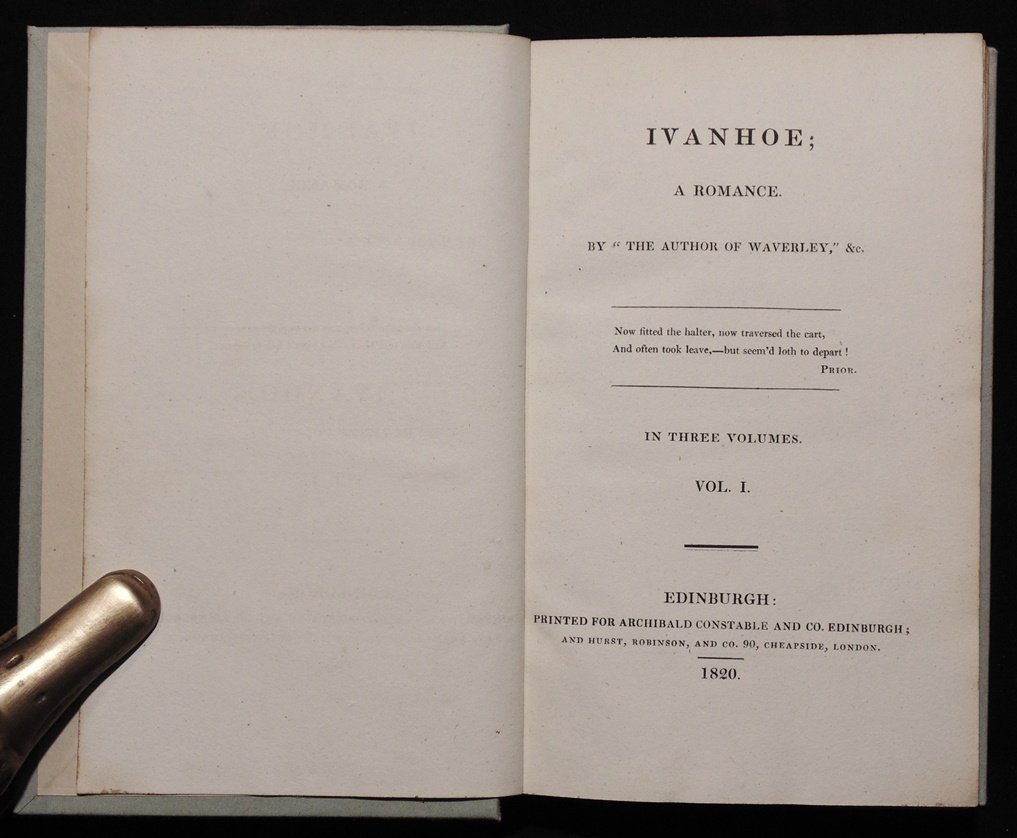 IVANHOE;
A ROMANCE.
BY "THE AUTHOR OF WAVERLEY," &c.
Now fitted the halter, now traversed the cart,
And often took leave,—but seem'd loth to depart!
PRIOR.
IN THREE VOLUMES.
VOL. I.
EDINBURGH:
PRINTED FOR ARCHIBALD CONSTABLE AND CO. EDINBURGH;
AND HURST, ROBINSON, AND CO. 90, CHEAPSIDE, LONDON.
1820.